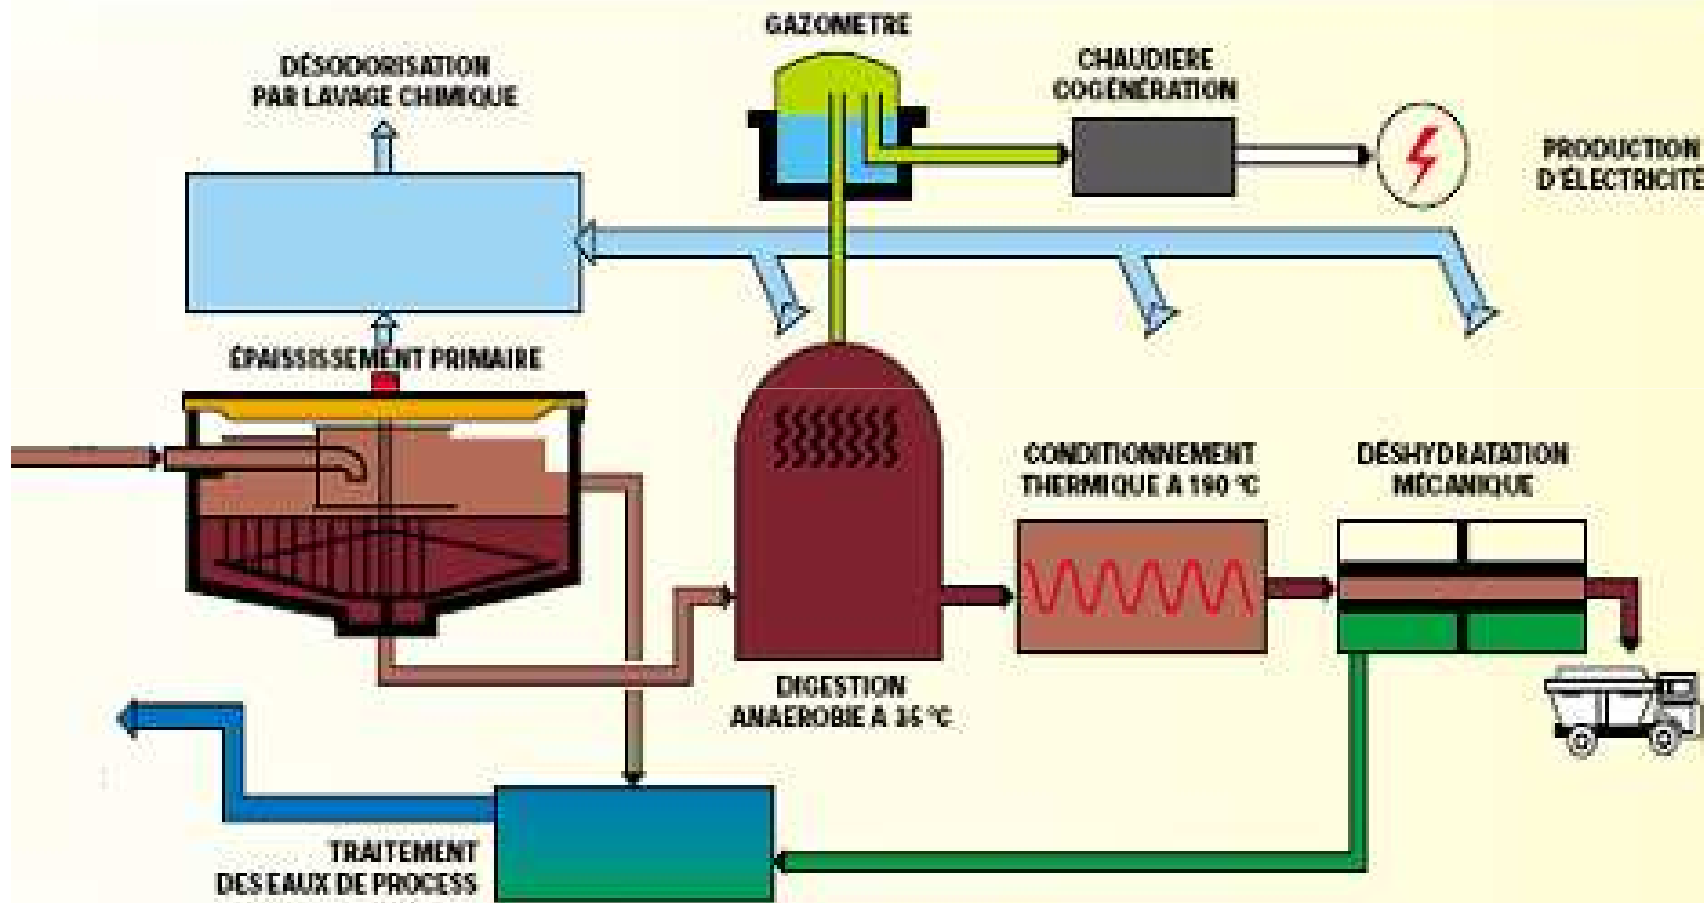 GAZOMETRE
DÉSODORISATION
PAR LAVAGE CHIMIQUE
CHAUDIERE
COGÉNÉRATION
PRODUCTION
D'ÉLECTRICITÉ
ÉPAISSISSEMENT PRIMAIRE
CONDITIONNEMENT
THERMIQUE A 190 °C
DÉSHYDRATATION
MÉCANIQUE
DIGESTION
ANAEROBIE A 35 °C
TRAITEMENT
DES EAUX DE PROCESS